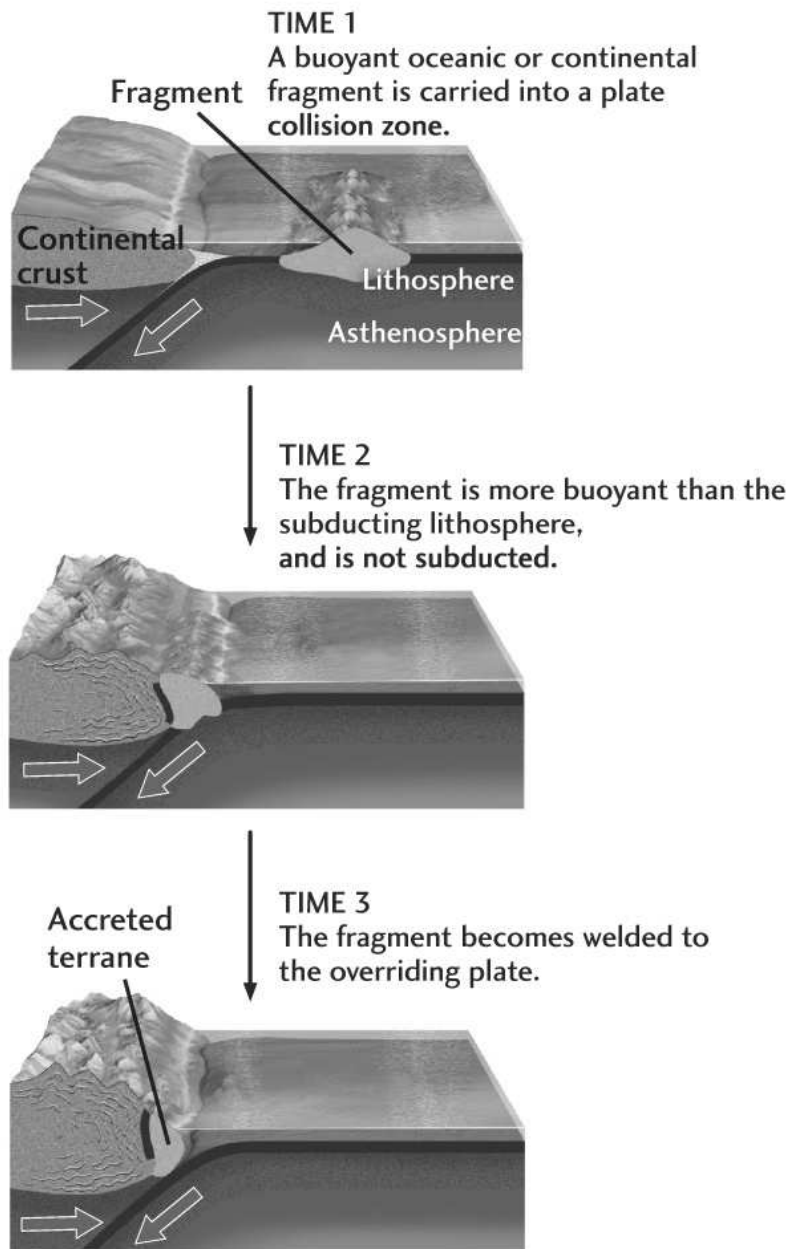 TIME 1
A buoyant oceanic or continental
fragment is carried into a plate
collision zone.
Fragment
Continental
crust
Lithosphere
Asthenosphere
TIME 2
The fragment is more buoyant than the
subducting lithosphere,
and is not subducted.
TIME 3
The fragment becomes welded to
the overriding plate.
Accreted
terrane